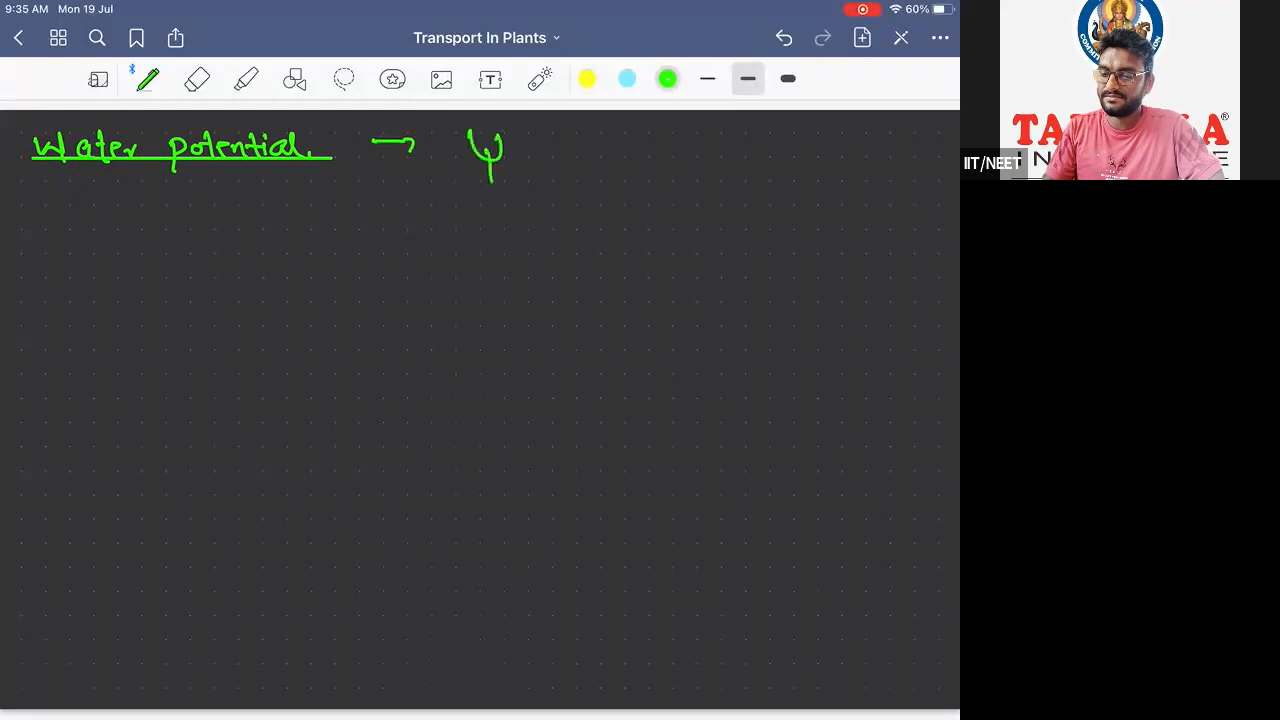 9:35 AM Mon 19 Jul
60%
Transport In Plants
T
Water potential. → Ψ
IIT/NEET